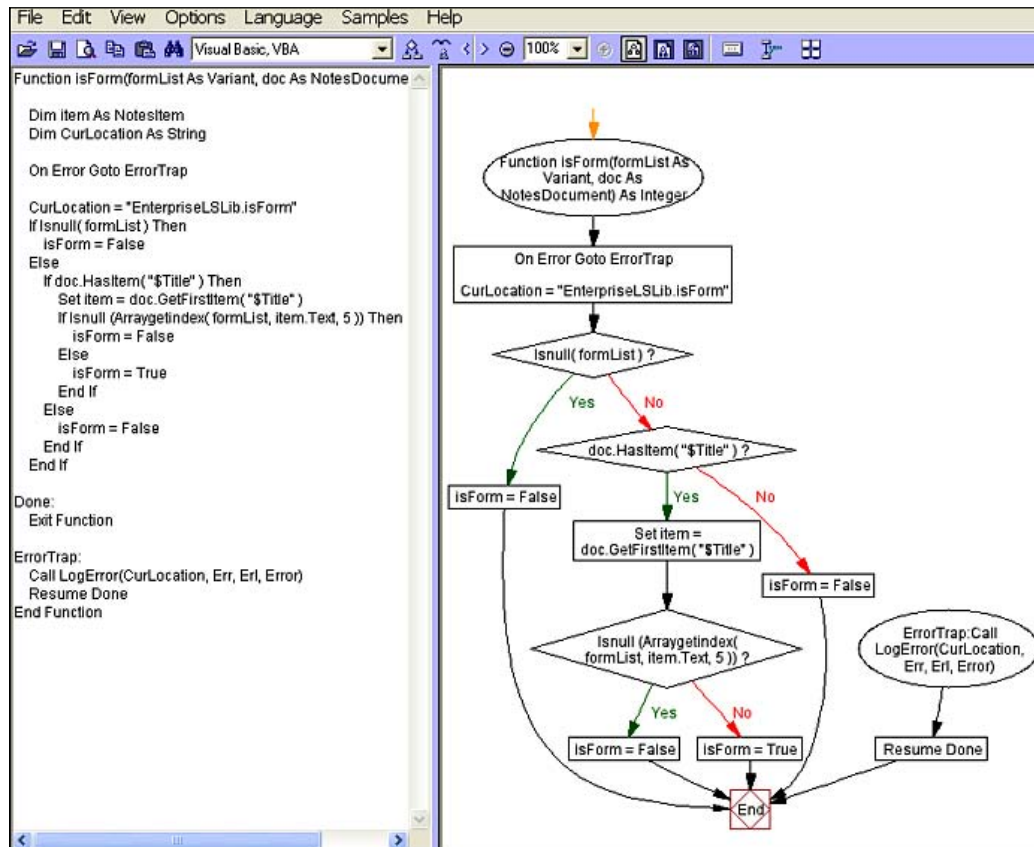 File Edit View Options Language Samples Help
Visual Basic, VBA
100%
Function isForm(formList As Variant, doc As NotesDocume
Dim item As NotesItem
Dim CurLocation As String
On Error Goto ErrorTrap
CurLocation = "EnterpriseLSLib.isForm"
If Isnull( formList ) Then
isForm = False
Else
If doc.HasItem( "$Title" ) Then
Set item = doc.GetFirstItem( "$Title" )
If Isnull (Arraygetindex( formList, item.Text, 5 )) Then
isForm = False
Else
isForm = True
End If
Else
isForm = False
End If
End If
Done:
Exit Function
ErrorTrap:
Call LogError(CurLocation, Err, Erl, Error)
Resume Done
End Function
Function isForm(formList As
Variant, doc As
NotesDocument) As Integer
On Error Goto ErrorTrap
CurLocation = "EnterpriseLSLib.isForm"
Isnull( formList ) ?
Yes
No
doc.HasItem( "$Title" ) ?
isForm = False
Yes
No
Set item =
doc.GetFirstItem( "$Title" )
isForm = False
Isnull (Arraygetindex(
formList, item.Text, 5 )) ?
ErrorTrap:Call
LogError(CurLocation,
Err, Erl, Error)
Yes
No
isForm = False
isForm = True
Resume Done
End